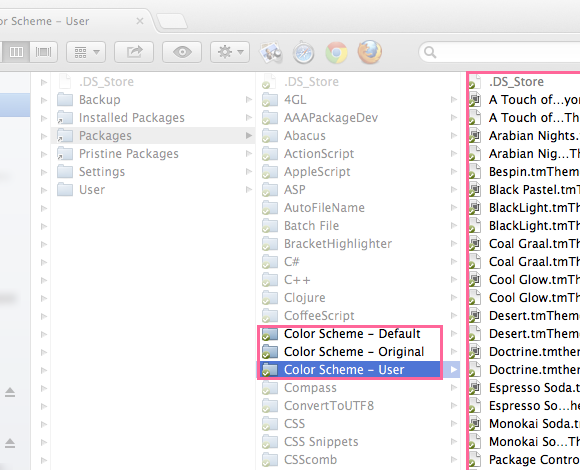 Color Scheme – User
.DS_Store
Backup
Installed Packages
Packages
Pristine Packages
Settings
User
.DS_Store
4GL
AAAPackageDev
Abacus
ActionScript
AppleScript
ASP
AutoFileName
Batch File
BracketHighlighter
C#
C++
Clojure
CoffeeScript
Color Scheme – Default
Color Scheme – Original
Color Scheme – User
Compass
ConvertToUTF8
CSS
CSS Snippets
CSScomb
.DS_Store
A Touch of...yor
A Touch of...Th
Arabian Nights.
Arabian Nig...Th
Bespin.tmThem
Black Pastel.tmT
BlackLight.tmTh
BlackLight.tmTh
Coal Graal.tmTh
Coal Graal.tmTh
Cool Glow.tmTh
Cool Glow.tmTh
Desert.tmThem
Desert.tmThem
Doctrine.tmthem
Doctrine.tmthem
Espresso Soda.t
Espresso So...he
Monokai Soda.t
Monokai So...Th
Package Contro